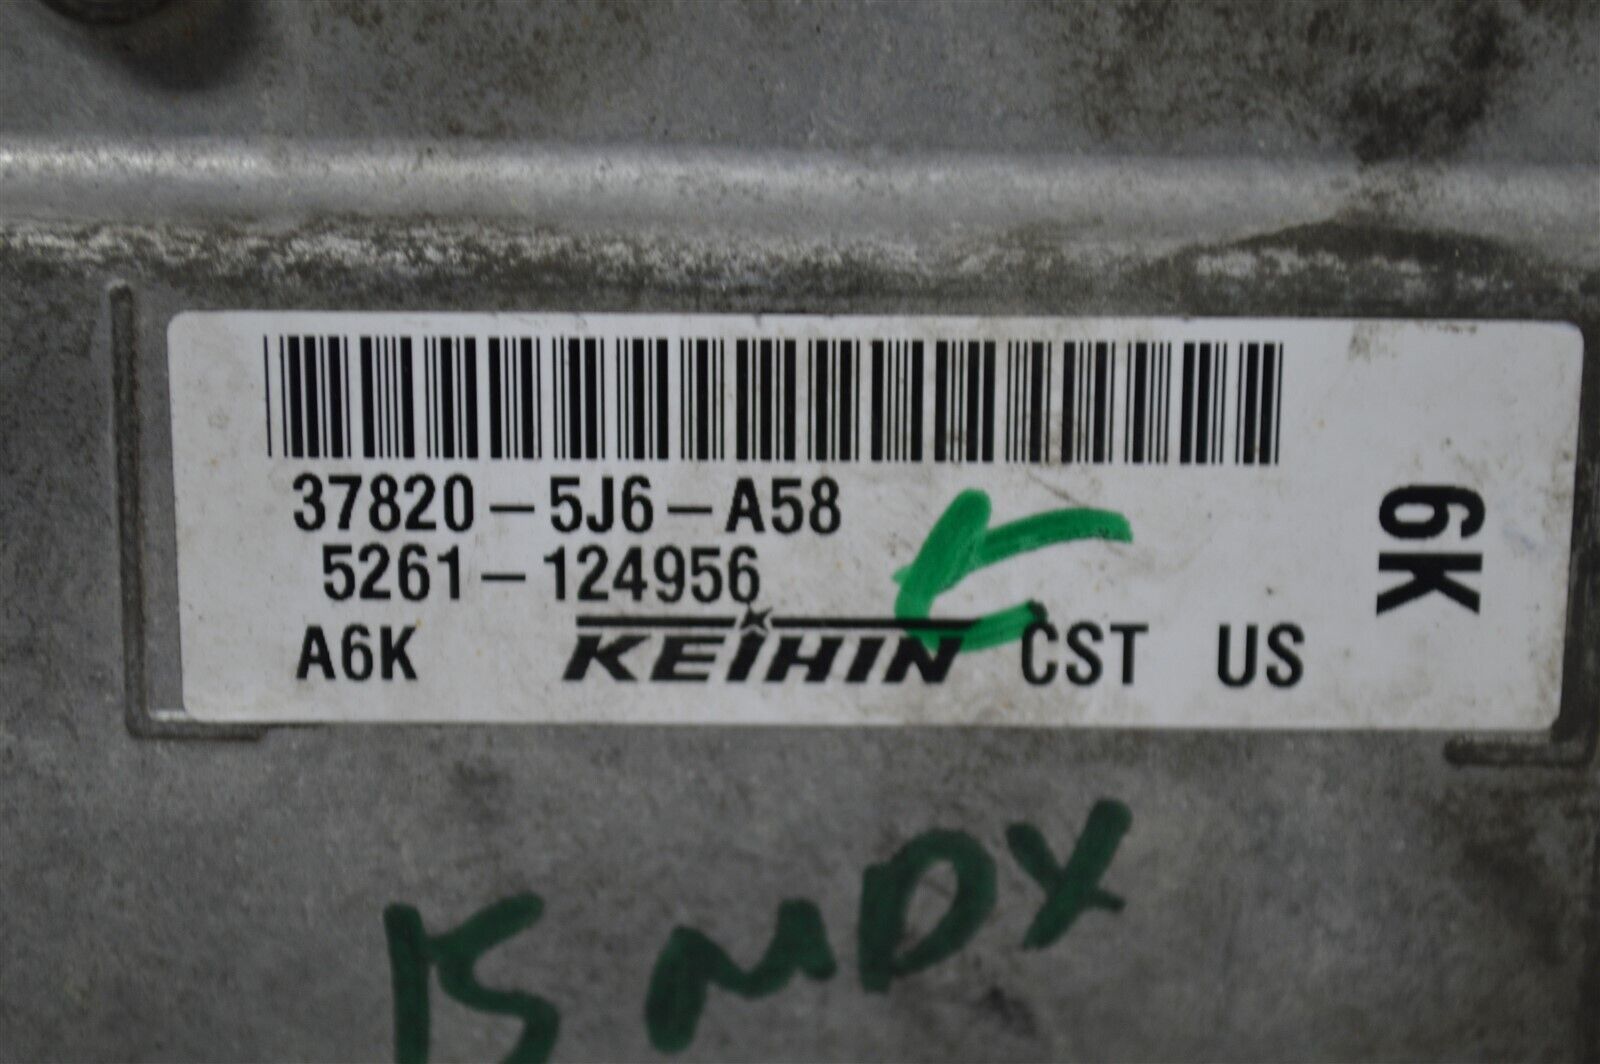 37820-5J6-A58
5261-124956
A6K KEIHIN CST US
6K
15 MDX